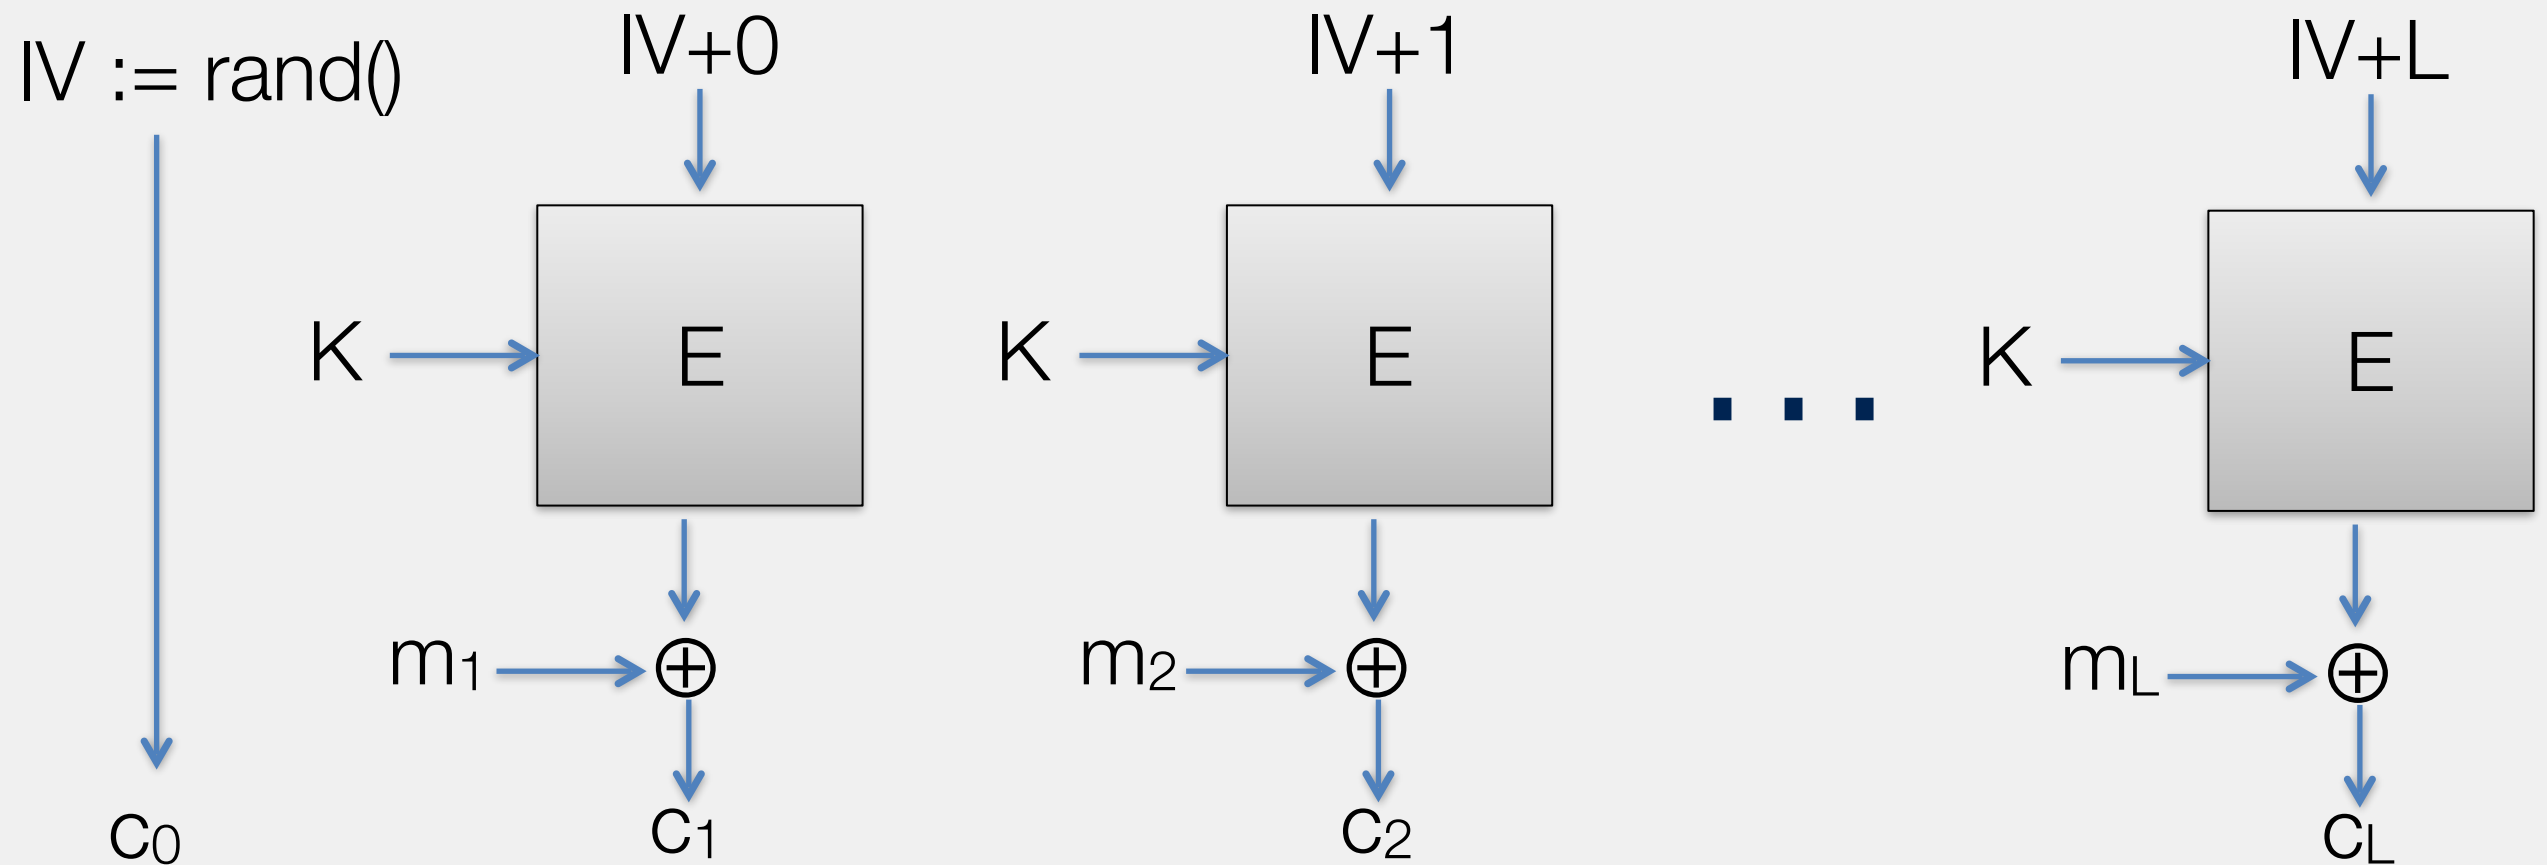 IV := rand() IV+0 IV+1 IV+L
K E K E . . . K E
m1 ⊕ m2 ⊕ mL ⊕
c0 c1 c2 cL